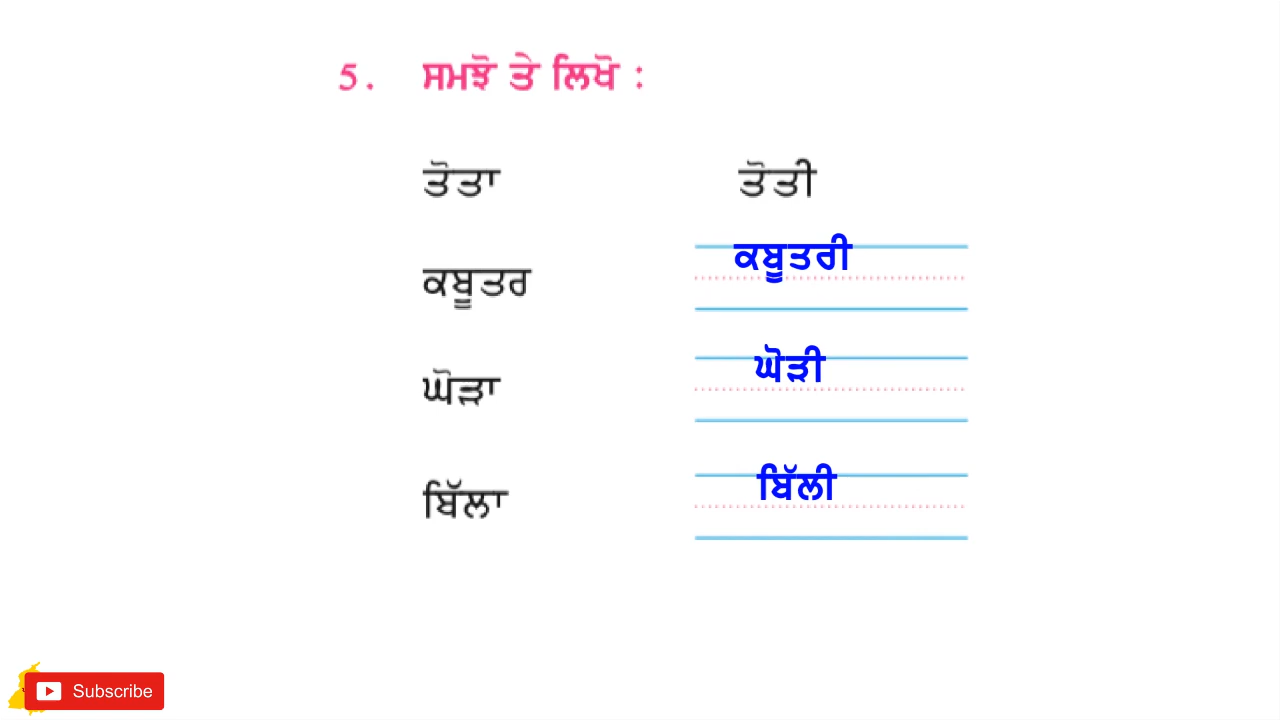 5. ਸਮਝੋ ਤੇ ਲਿਖੋ :
ਤੋਤਾ ਤੋਤੀ
ਕਬੂਤਰ ਕਬੂਤਰੀ
ਘੋੜਾ ਘੋੜੀ
ਬਿੱਲਾ ਬਿੱਲੀ
Subscribe